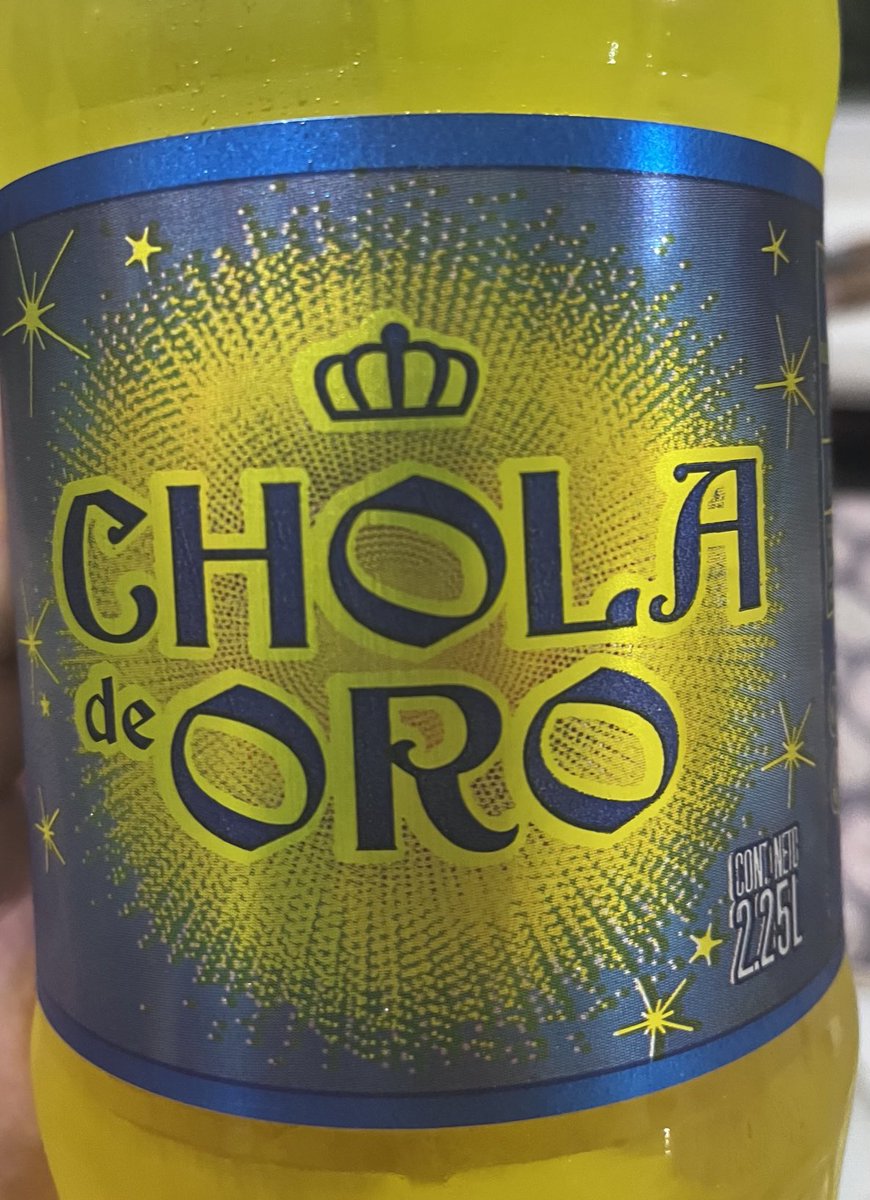 CHOLA
de ORO
CONT. NETO
2.25L